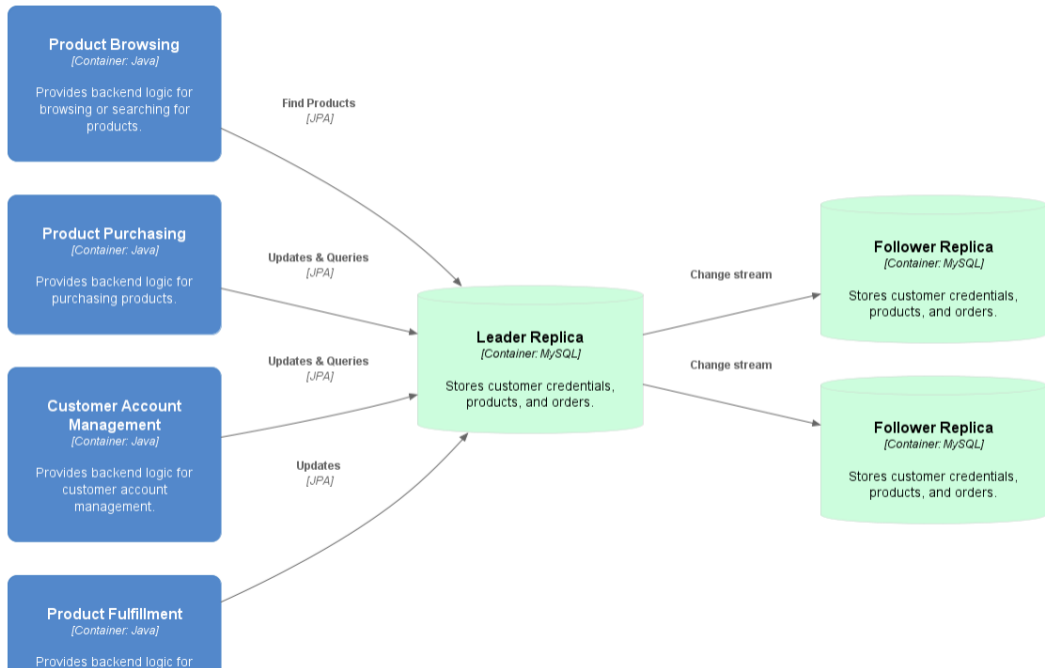 Product Browsing
[Container: Java]
Provides backend logic for
browsing or searching for
products.
Find Products
[JPA]
Product Purchasing
[Container: Java]
Provides backend logic for
purchasing products.
Updates & Queries
[JPA]
Customer Account
Management
[Container: Java]
Provides backend logic for
customer account
management.
Updates & Queries
[JPA]
Product Fulfillment
[Container: Java]
Provides backend logic for
Updates
[JPA]
Leader Replica
[Container: MySQL]
Stores customer credentials,
products, and orders.
Change stream
Follower Replica
[Container: MySQL]
Stores customer credentials,
products, and orders.
Change stream
Follower Replica
[Container: MySQL]
Stores customer credentials,
products, and orders.